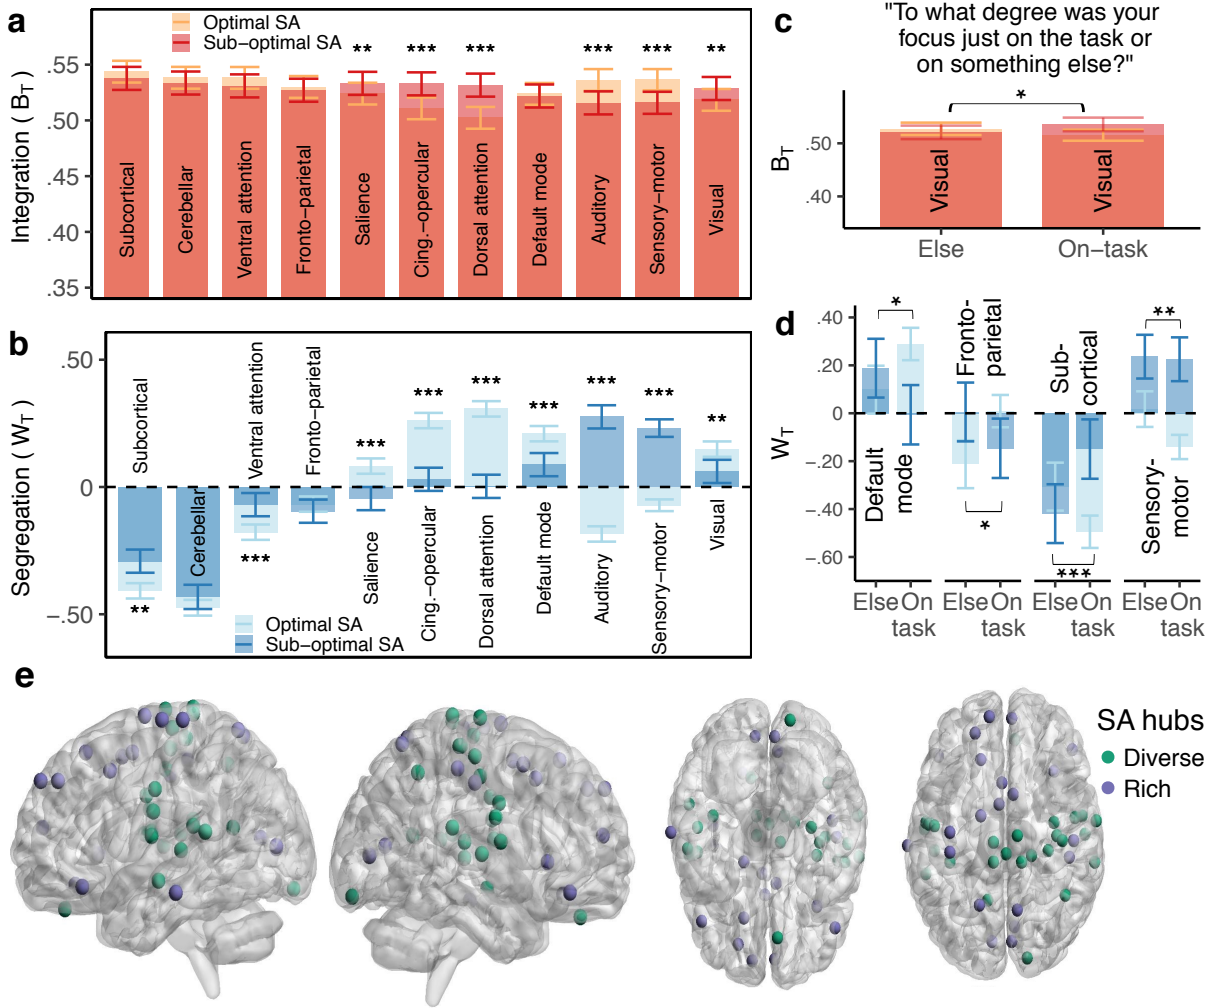 a
Optimal SA
Sub-optimal SA
** *** *** *** *** **
Integration ( B_T )
.55
.50
.45
.40
.35
Subcortical
Cerebellar
Ventral attention
Fronto-parietal
Salience
Cing.-opercular
Dorsal attention
Default mode
Auditory
Sensory-motor
Visual
b
Segregation ( W_T )
.50
0
-.50
Subcortical
Cerebellar
Ventral attention
Fronto-parietal
Salience
Cing.-opercular
Dorsal attention
Default mode
Auditory
Sensory-motor
Visual
** *** *** *** *** *** *** *** **
Optimal SA
Sub-optimal SA
c
"To what degree was your
focus just on the task or
on something else?"
*
B_T
.50
.40
Visual
Visual
Else
On-task
d
W_T
.40
.20
0
-.20
-.40
-.60
*
Default
mode
Fronto-
parietal
*
Sub-
cortical
***
**
Sensory-
motor
Else On
task
Else On
task
Else On
task
Else On
task
e
SA hubs
Diverse
Rich